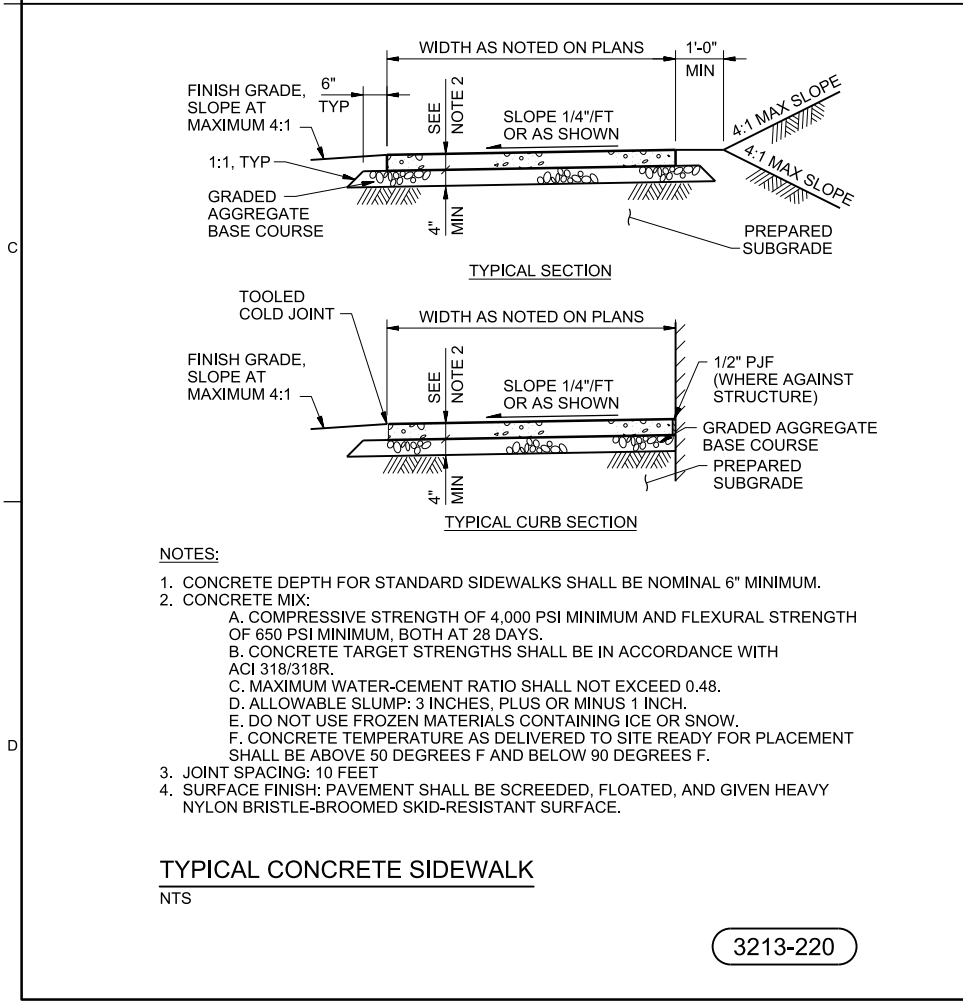 WIDTH AS NOTED ON PLANS
1'-0"
MIN
FINISH GRADE,
SLOPE AT
MAXIMUM 4:1
6"
TYP
SEE
NOTE 2
SLOPE 1/4"/FT
OR AS SHOWN
4:1 MAX SLOPE
4:1 MAX SLOPE
1:1, TYP
GRADED
AGGREGATE
BASE COURSE
4"
MIN
PREPARED
SUBGRADE
C
TYPICAL SECTION
TOOLED
COLD JOINT
WIDTH AS NOTED ON PLANS
FINISH GRADE,
SLOPE AT
MAXIMUM 4:1
SEE
NOTE 2
SLOPE 1/4"/FT
OR AS SHOWN
1/2" PJF
(WHERE AGAINST
STRUCTURE)
GRADED AGGREGATE
BASE COURSE
PREPARED
SUBGRADE
4"
MIN
TYPICAL CURB SECTION
NOTES:
1. CONCRETE DEPTH FOR STANDARD SIDEWALKS SHALL BE NOMINAL 6" MINIMUM.
2. CONCRETE MIX:
A. COMPRESSIVE STRENGTH OF 4,000 PSI MINIMUM AND FLEXURAL STRENGTH
OF 650 PSI MINIMUM, BOTH AT 28 DAYS.
B. CONCRETE TARGET STRENGTHS SHALL BE IN ACCORDANCE WITH
ACI 318/318R.
C. MAXIMUM WATER-CEMENT RATIO SHALL NOT EXCEED 0.48.
D. ALLOWABLE SLUMP: 3 INCHES, PLUS OR MINUS 1 INCH.
E. DO NOT USE FROZEN MATERIALS CONTAINING ICE OR SNOW.
F. CONCRETE TEMPERATURE AS DELIVERED TO SITE READY FOR PLACEMENT
SHALL BE ABOVE 50 DEGREES F AND BELOW 90 DEGREES F.
D
3. JOINT SPACING: 10 FEET
4. SURFACE FINISH: PAVEMENT SHALL BE SCREEDED, FLOATED, AND GIVEN HEAVY
NYLON BRISTLE-BROOMED SKID-RESISTANT SURFACE.
TYPICAL CONCRETE SIDEWALK
NTS
3213-220